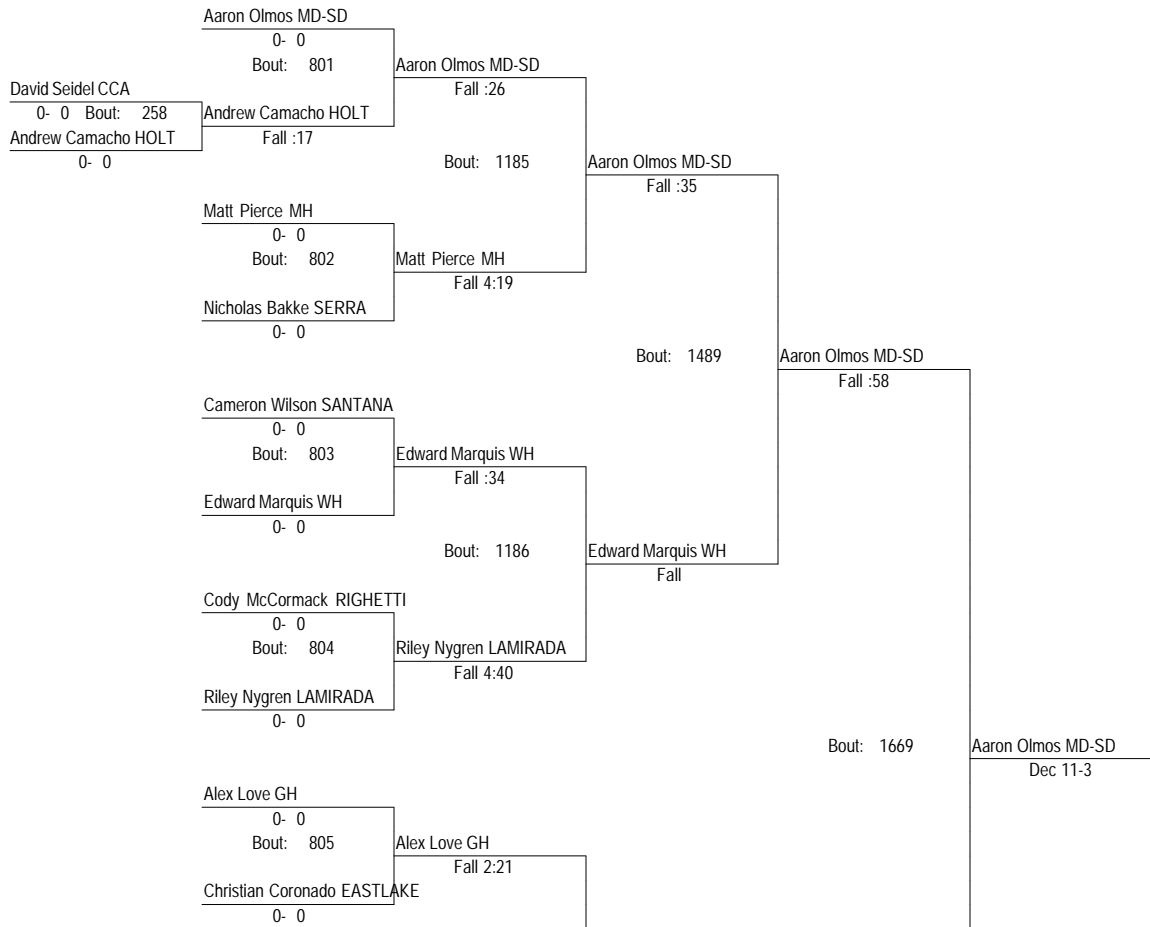 Aaron Olmos MD-SD
0- 0
Bout: 801
Aaron Olmos MD-SD
Fall :26
David Seidel CCA
0- 0 Bout: 258
Andrew Camacho HOLT
Fall :17
Andrew Camacho HOLT
0- 0
Bout: 1185
Aaron Olmos MD-SD
Fall :35
Matt Pierce MH
0- 0
Bout: 802
Matt Pierce MH
Fall 4:19
Nicholas Bakke SERRA
0- 0
Bout: 1489
Aaron Olmos MD-SD
Fall :58
Cameron Wilson SANTANA
0- 0
Bout: 803
Edward Marquis WH
Fall :34
Edward Marquis WH
0- 0
Bout: 1186
Edward Marquis WH
Fall
Cody McCormack RIGHETTI
0- 0
Bout: 804
Riley Nygren LAMIRADA
Fall 4:40
Riley Nygren LAMIRADA
0- 0
Bout: 1669
Aaron Olmos MD-SD
Dec 11-3
Alex Love GH
0- 0
Bout: 805
Alex Love GH
Fall 2:21
Christian Coronado EASTLAKE
0- 0